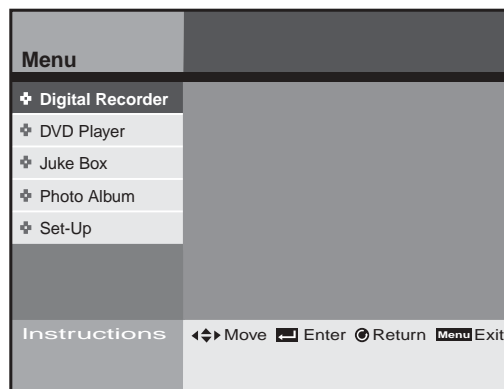 Menu
Digital Recorder
DVD Player
Juke Box
Photo Album
Set-Up
Instructions Move Enter Return Menu Exit